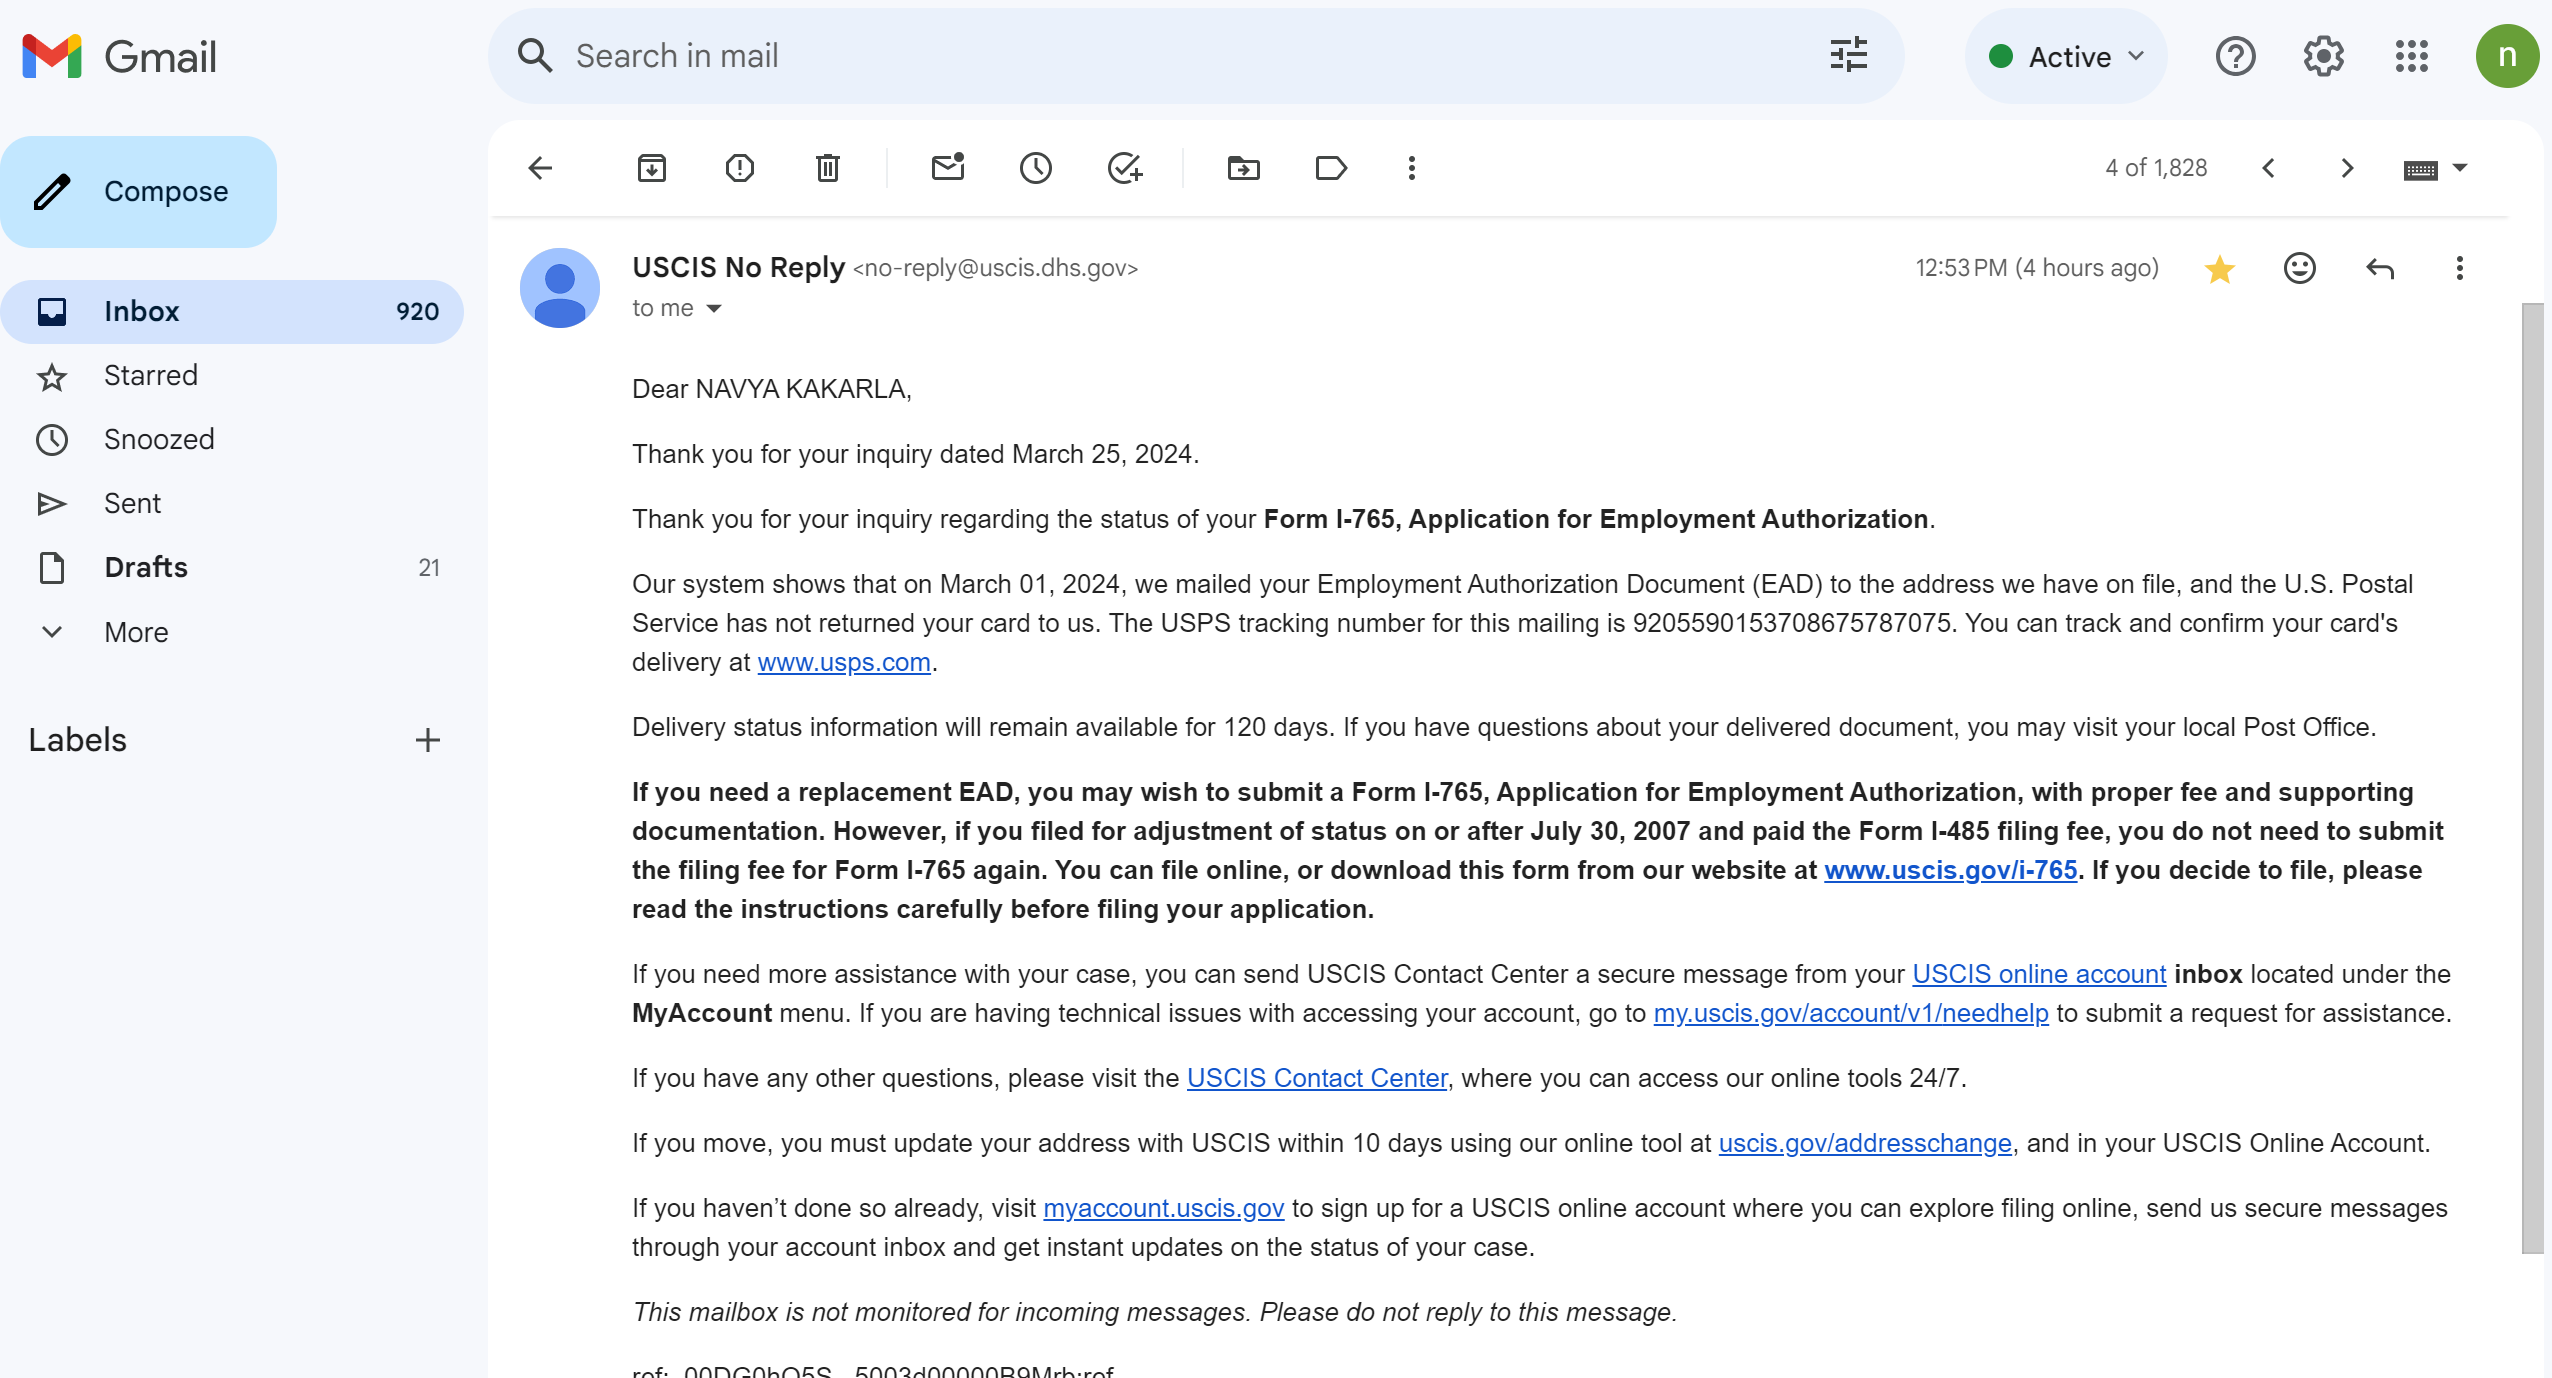 Gmail
Search in mail
Active
n
Compose
4 of 1,828
Inbox 920
Starred
Snoozed
Sent
Drafts 21
More
Labels
USCIS No Reply <no-reply@uscis.dhs.gov>
12:53 PM (4 hours ago)
to me
Dear NAVYA KAKARLA,
Thank you for your inquiry dated March 25, 2024.
Thank you for your inquiry regarding the status of your Form I-765, Application for Employment Authorization.
Our system shows that on March 01, 2024, we mailed your Employment Authorization Document (EAD) to the address we have on file, and the U.S. Postal
Service has not returned your card to us. The USPS tracking number for this mailing is 9205590153708675787075. You can track and confirm your card's
delivery at www.usps.com.
Delivery status information will remain available for 120 days. If you have questions about your delivered document, you may visit your local Post Office.
If you need a replacement EAD, you may wish to submit a Form I-765, Application for Employment Authorization, with proper fee and supporting
documentation. However, if you filed for adjustment of status on or after July 30, 2007 and paid the Form I-485 filing fee, you do not need to submit
the filing fee for Form I-765 again. You can file online, or download this form from our website at www.uscis.gov/i-765. If you decide to file, please
read the instructions carefully before filing your application.
If you need more assistance with your case, you can send USCIS Contact Center a secure message from your USCIS online account inbox located under the
MyAccount menu. If you are having technical issues with accessing your account, go to my.uscis.gov/account/v1/needhelp to submit a request for assistance.
If you have any other questions, please visit the USCIS Contact Center, where you can access our online tools 24/7.
If you move, you must update your address with USCIS within 10 days using our online tool at uscis.gov/addresschange, and in your USCIS Online Account.
If you haven’t done so already, visit myaccount.uscis.gov to sign up for a USCIS online account where you can explore filing online, send us secure messages
through your account inbox and get instant updates on the status of your case.
This mailbox is not monitored for incoming messages. Please do not reply to this message.